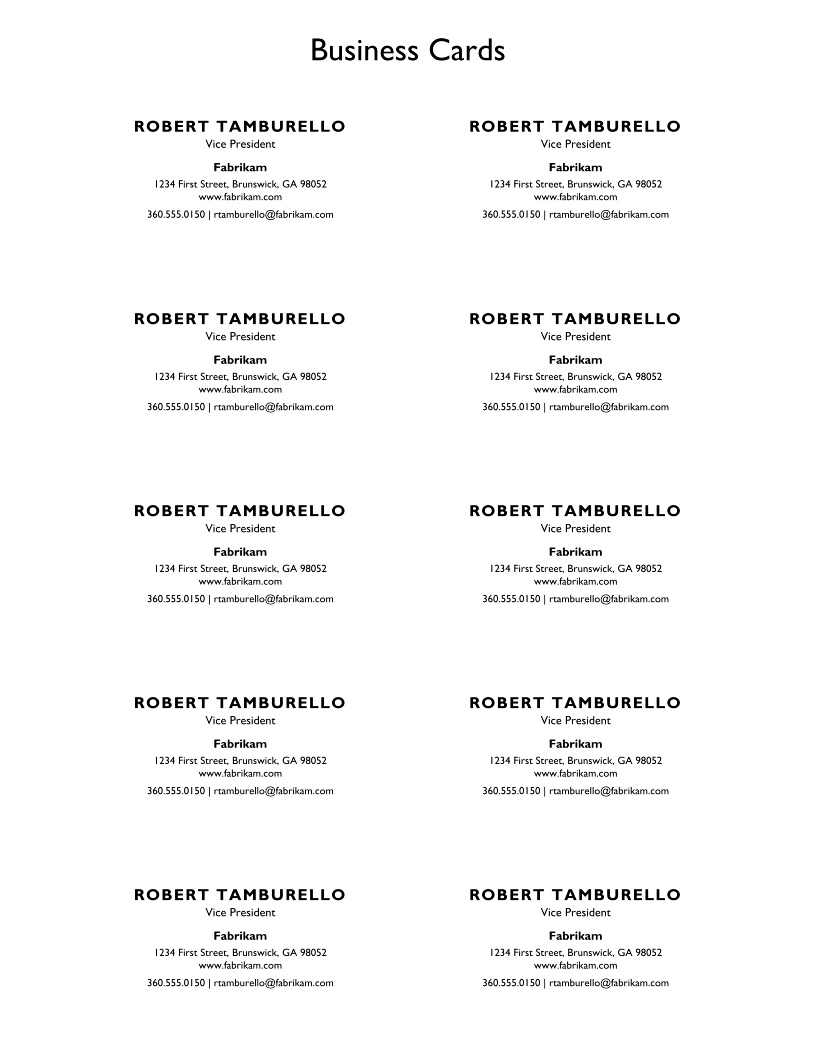 Business Cards
ROBERT TAMBURELLO
Vice President
Fabrikam
1234 First Street, Brunswick, GA 98052
www.fabrikam.com
360.555.0150 | rtamburello@fabrikam.com
ROBERT TAMBURELLO
Vice President
Fabrikam
1234 First Street, Brunswick, GA 98052
www.fabrikam.com
360.555.0150 | rtamburello@fabrikam.com
ROBERT TAMBURELLO
Vice President
Fabrikam
1234 First Street, Brunswick, GA 98052
www.fabrikam.com
360.555.0150 | rtamburello@fabrikam.com
ROBERT TAMBURELLO
Vice President
Fabrikam
1234 First Street, Brunswick, GA 98052
www.fabrikam.com
360.555.0150 | rtamburello@fabrikam.com
ROBERT TAMBURELLO
Vice President
Fabrikam
1234 First Street, Brunswick, GA 98052
www.fabrikam.com
360.555.0150 | rtamburello@fabrikam.com
ROBERT TAMBURELLO
Vice President
Fabrikam
1234 First Street, Brunswick, GA 98052
www.fabrikam.com
360.555.0150 | rtamburello@fabrikam.com
ROBERT TAMBURELLO
Vice President
Fabrikam
1234 First Street, Brunswick, GA 98052
www.fabrikam.com
360.555.0150 | rtamburello@fabrikam.com
ROBERT TAMBURELLO
Vice President
Fabrikam
1234 First Street, Brunswick, GA 98052
www.fabrikam.com
360.555.0150 | rtamburello@fabrikam.com
ROBERT TAMBURELLO
Vice President
Fabrikam
1234 First Street, Brunswick, GA 98052
www.fabrikam.com
360.555.0150 | rtamburello@fabrikam.com
ROBERT TAMBURELLO
Vice President
Fabrikam
1234 First Street, Brunswick, GA 98052
www.fabrikam.com
360.555.0150 | rtamburello@fabrikam.com